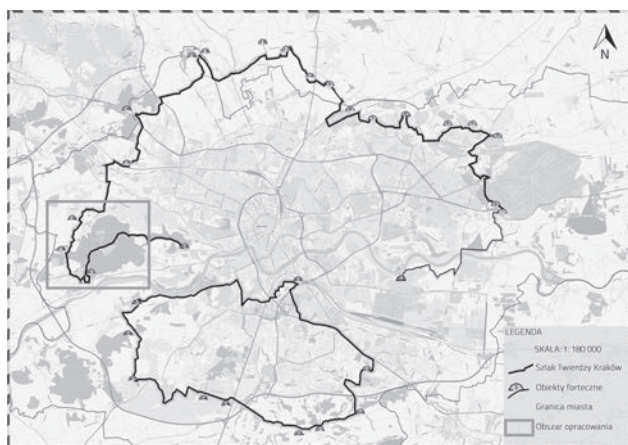 N
LEGENDA
SKALA: 1: 180 000
Szlak Twierdzy Kraków
Obiekty forteczne
Granica miasta
Obszar opracowania